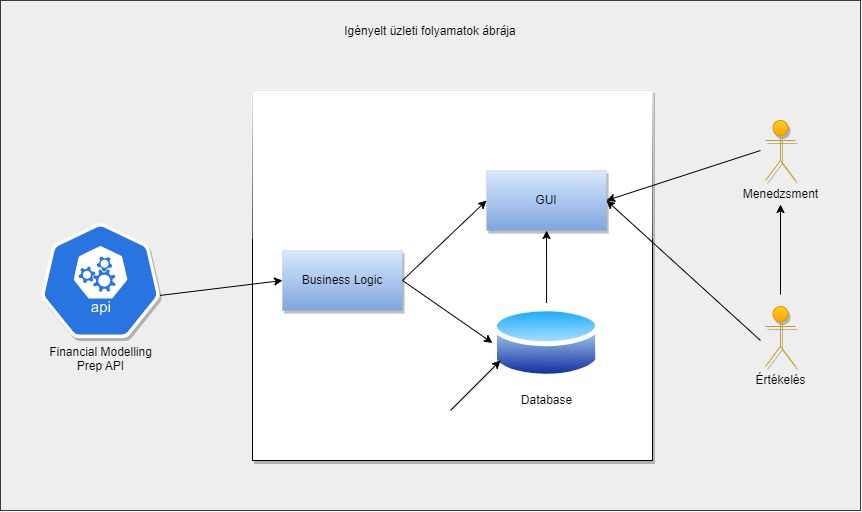 Igényelt üzleti folyamatok ábrája
GUI
Menedzsment
Business Logic
api
Financial Modelling
Prep API
Database
Értékelés